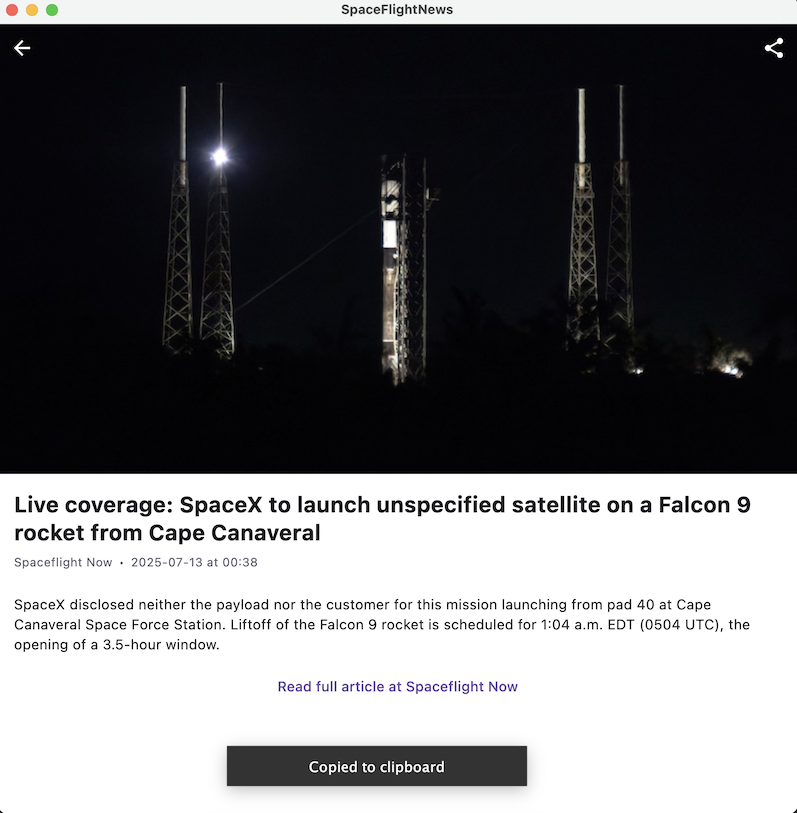 SpaceFlightNews
Live coverage: SpaceX to launch unspecified satellite on a Falcon 9
rocket from Cape Canaveral
Spaceflight Now • 2025-07-13 at 00:38
SpaceX disclosed neither the payload nor the customer for this mission launching from pad 40 at Cape
Canaveral Space Force Station. Liftoff of the Falcon 9 rocket is scheduled for 1:04 a.m. EDT (0504 UTC), the
opening of a 3.5-hour window.
Read full article at Spaceflight Now
Copied to clipboard